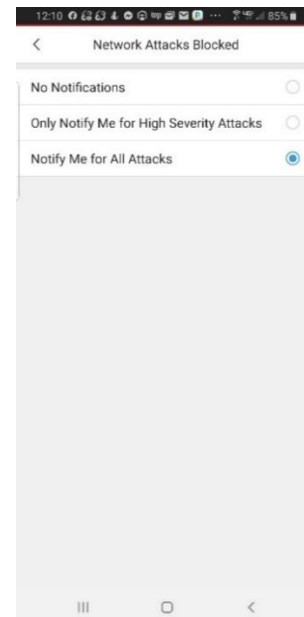 12:10 85%
Network Attacks Blocked
No Notifications
Only Notify Me for High Severity Attacks
Notify Me for All Attacks